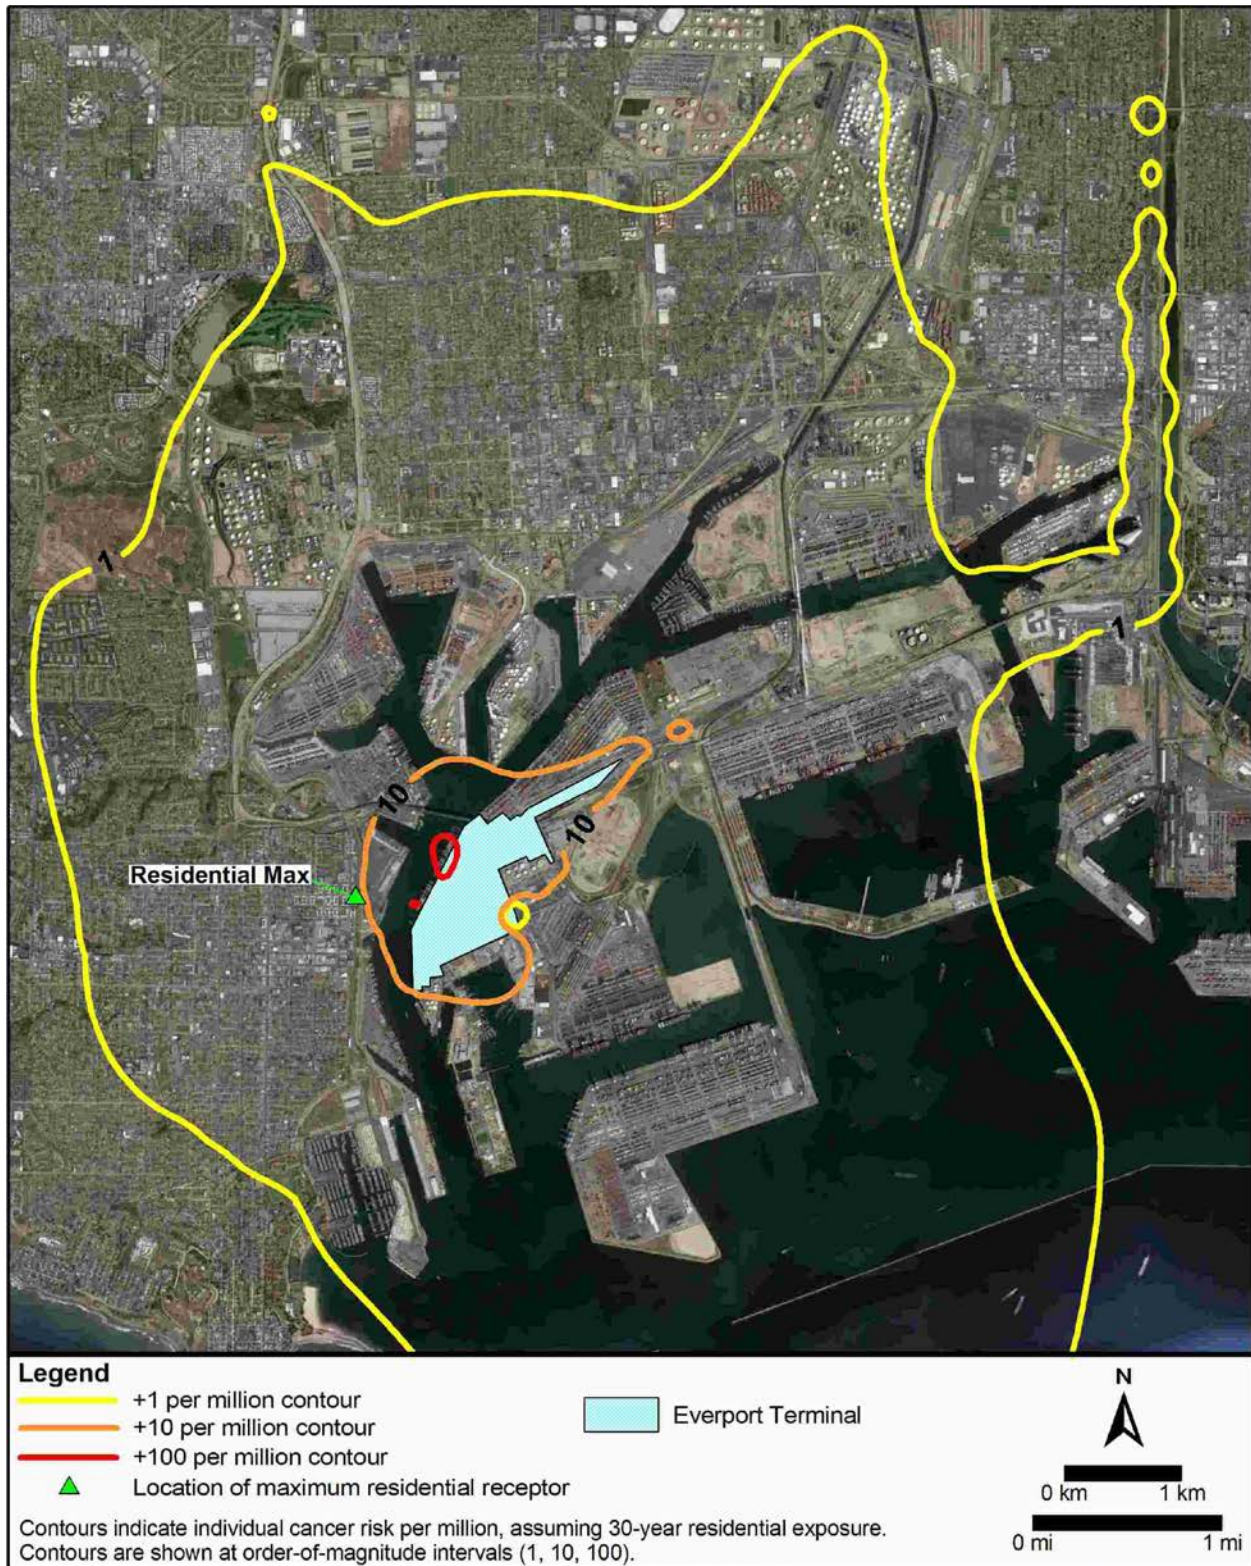 1
1
10
10
Residential Max
Legend
+1 per million contour
+10 per million contour
+100 per million contour
Location of maximum residential receptor
Everport Terminal
N
0 km 1 km
0 mi 1 mi
Contours indicate individual cancer risk per million, assuming 30-year residential exposure.
Contours are shown at order-of-magnitude intervals (1, 10, 100).